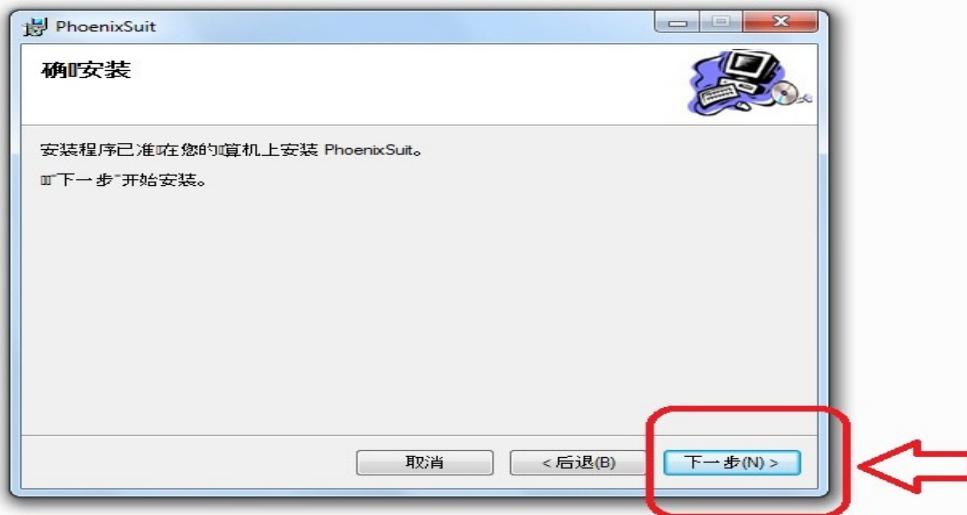 PhoenixSuit
确安装
安装程序已准在您的算机上安装 PhoenixSuit。
"下一步"开始安装。
取消
< 后退(B)
下一步(N) >